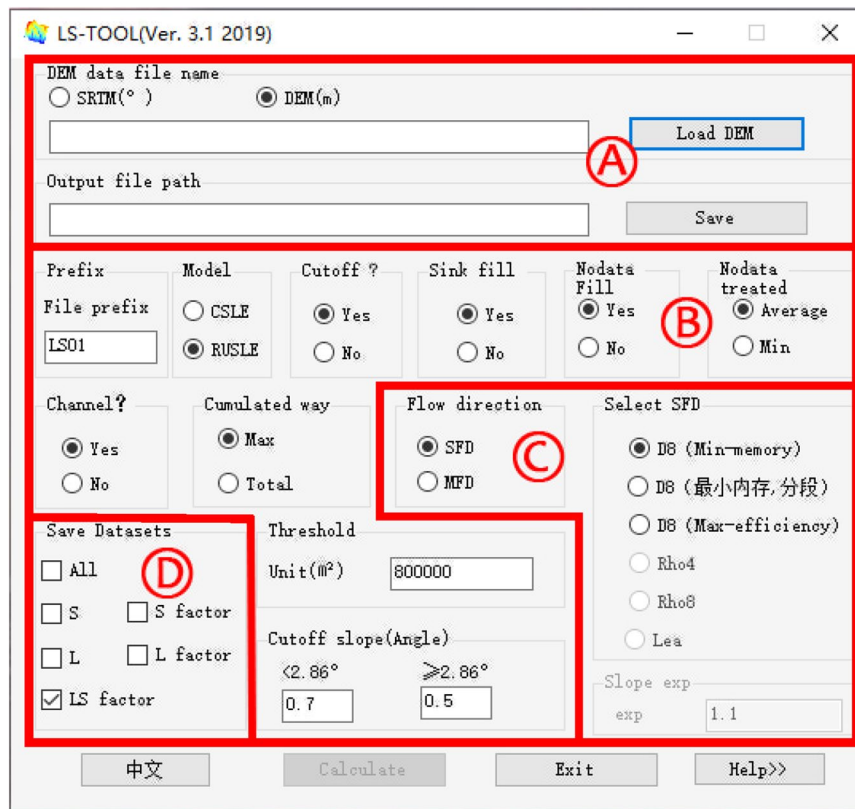 LS-TOOL(Ver. 3.1 2019)
DEM data file name
SRTM(° )
DEM(m)
Load DEM
A
Output file path
Save
Prefix
Model
Cutoff ?
Sink fill
Nodata
Fill
Nodata
treated
File prefix
CSLE
Yes
Yes
Yes
B
Average
LS01
RUSLE
No
No
No
Min
Channel?
Cumulated way
Flow direction
Select SFD
Yes
Max
SFD
C
D8 (Min-memory)
No
Total
MFD
D8 (最小内存,分段)
D8 (Max-efficiency)
Save Datasets
Threshold
All
D
Unit(m²)
800000
Rho4
S
S factor
Rho8
L
L factor
Cutoff slope(Angle)
Lea
<2.86°
≥2.86°
LS factor
0.7
0.5
Slope exp
exp
1.1
中文
Calculate
Exit
Help>>